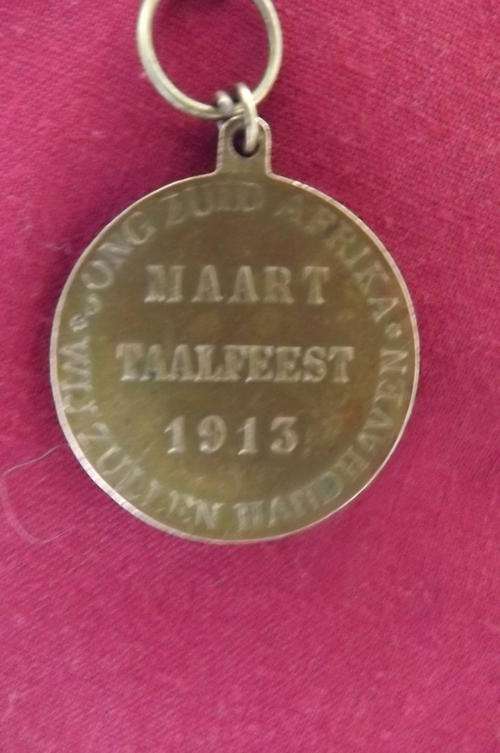 JONG ZUID AFRIKA
MAART
TAALFEEST
1913
WIJ ZULLEN HANDHAVEN